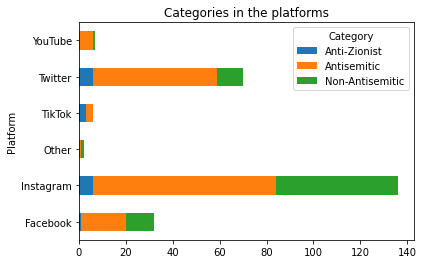 Categories in the platforms
Category
Anti-Zionist
Antisemitic
Non-Antisemitic
Platform
YouTube
Twitter
TikTok
Other
Instagram
Facebook
0 20 40 60 80 100 120 140